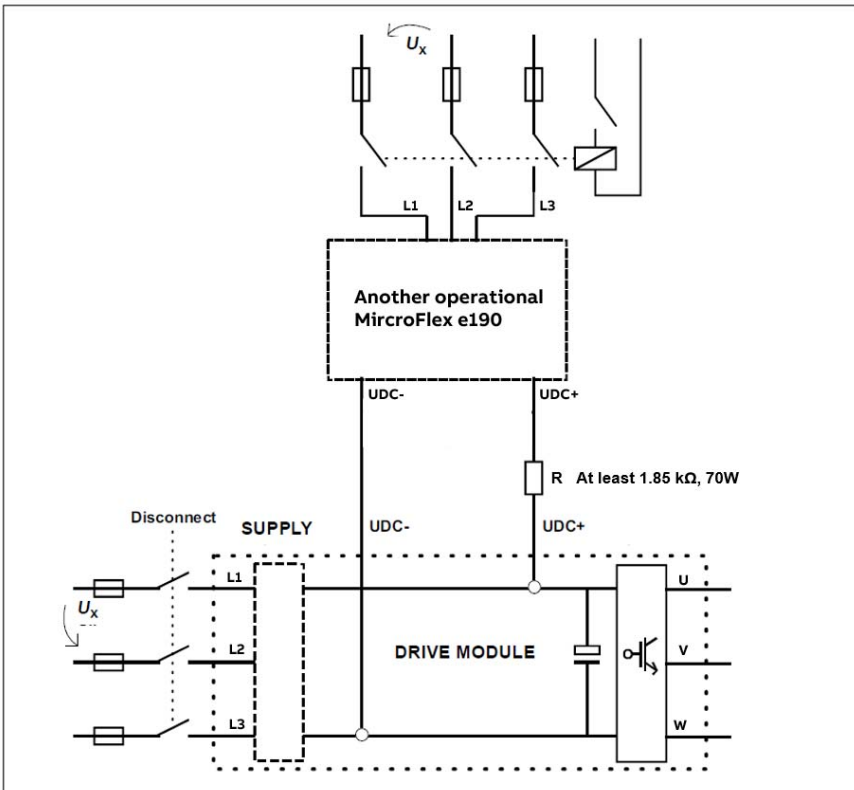 Ux
L1
L2
L3
Another operational
MircroFlex e190
UDC-
UDC+
R At least 1.85 kΩ, 70W
Disconnect
SUPPLY
UDC-
UDC+
L1
U
Ux
L2
DRIVE MODULE
V
L3
W